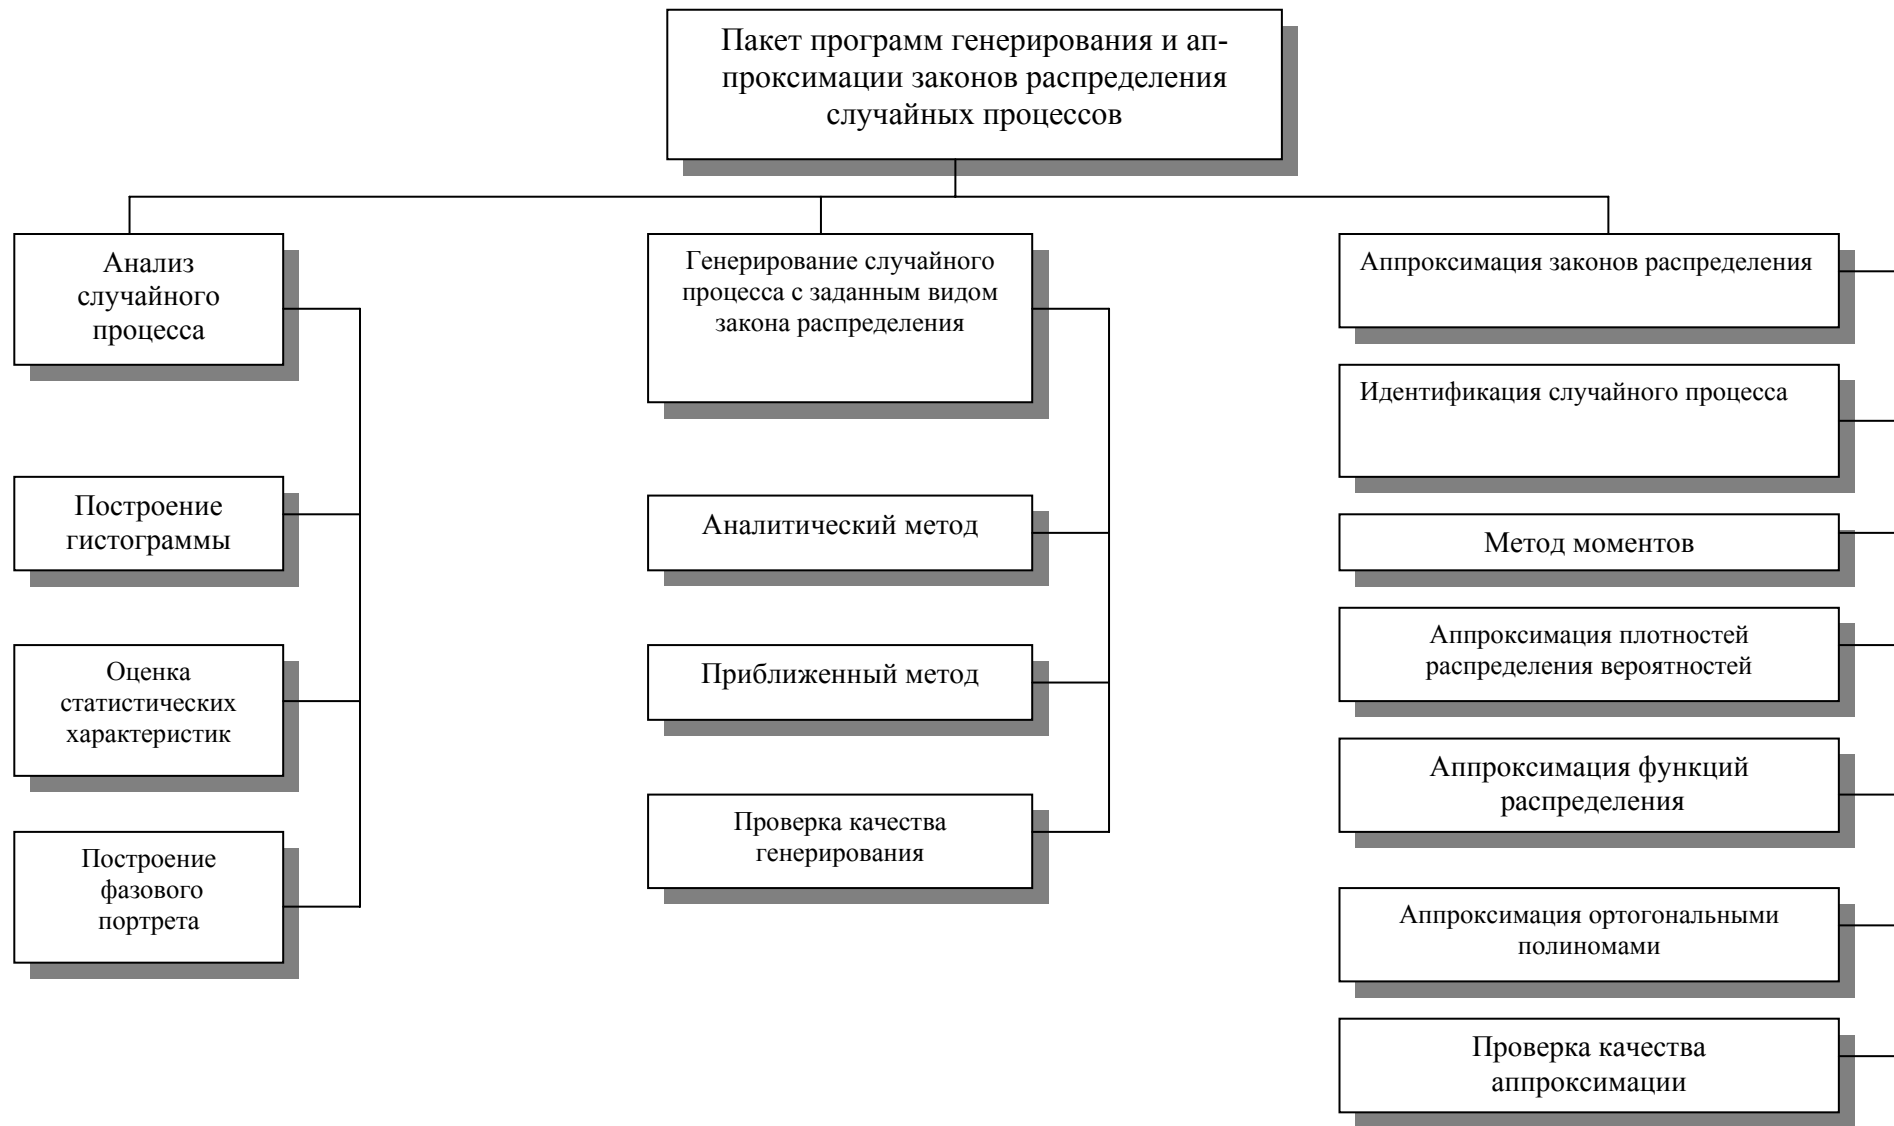 Пакет программ генерирования и ап-
проксимации законов распределения
случайных процессов
Анализ
случайного
процесса
Построение
гистограммы
Оценка
статистических
характеристик
Построение
фазового
портрета
Генерирование случайного
процесса с заданным видом
закона распределения
Аналитический метод
Приближенный метод
Проверка качества
генерирования
Аппроксимация законов распределения
Идентификация случайного процесса
Метод моментов
Аппроксимация плотностей
распределения вероятностей
Аппроксимация функций
распределения
Аппроксимация ортогональными
полиномами
Проверка качества
аппроксимации